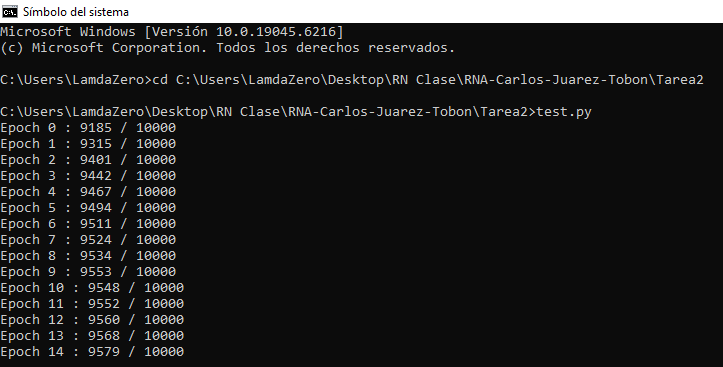 Símbolo del sistema
Microsoft Windows [Versión 10.0.19045.6216]
(c) Microsoft Corporation. Todos los derechos reservados.
C:\Users\LamdaZero>cd C:\Users\LamdaZero\Desktop\RN Clase\RNA-Carlos-Juarez-Tobon\Tarea2
C:\Users\LamdaZero\Desktop\RN Clase\RNA-Carlos-Juarez-Tobon\Tarea2>test.py
Epoch 0 : 9185 / 10000
Epoch 1 : 9315 / 10000
Epoch 2 : 9401 / 10000
Epoch 3 : 9442 / 10000
Epoch 4 : 9467 / 10000
Epoch 5 : 9494 / 10000
Epoch 6 : 9511 / 10000
Epoch 7 : 9524 / 10000
Epoch 8 : 9534 / 10000
Epoch 9 : 9553 / 10000
Epoch 10 : 9548 / 10000
Epoch 11 : 9552 / 10000
Epoch 12 : 9560 / 10000
Epoch 13 : 9568 / 10000
Epoch 14 : 9579 / 10000